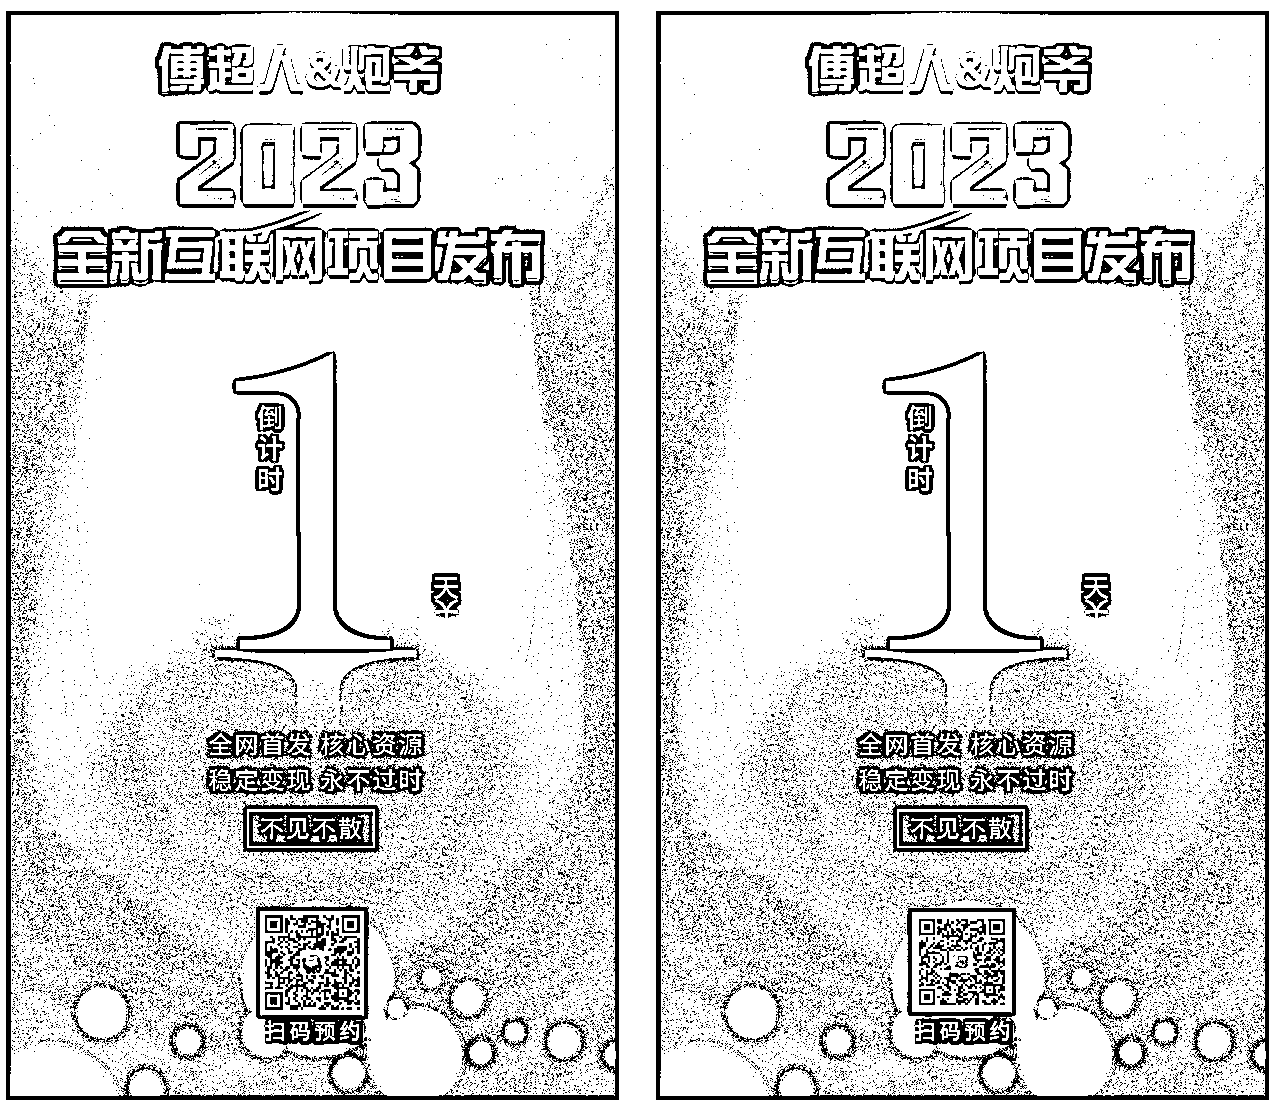 傅超人&炮爷
2023
全新互联网项目发布
1
倒计时
天
全网首发 核心资源
稳定变现 永不过时
不见不散
扫码预约
傅超人&炮爷
2023
全新互联网项目发布
1
倒计时
天
全网首发 核心资源
稳定变现 永不过时
不见不散
扫码预约